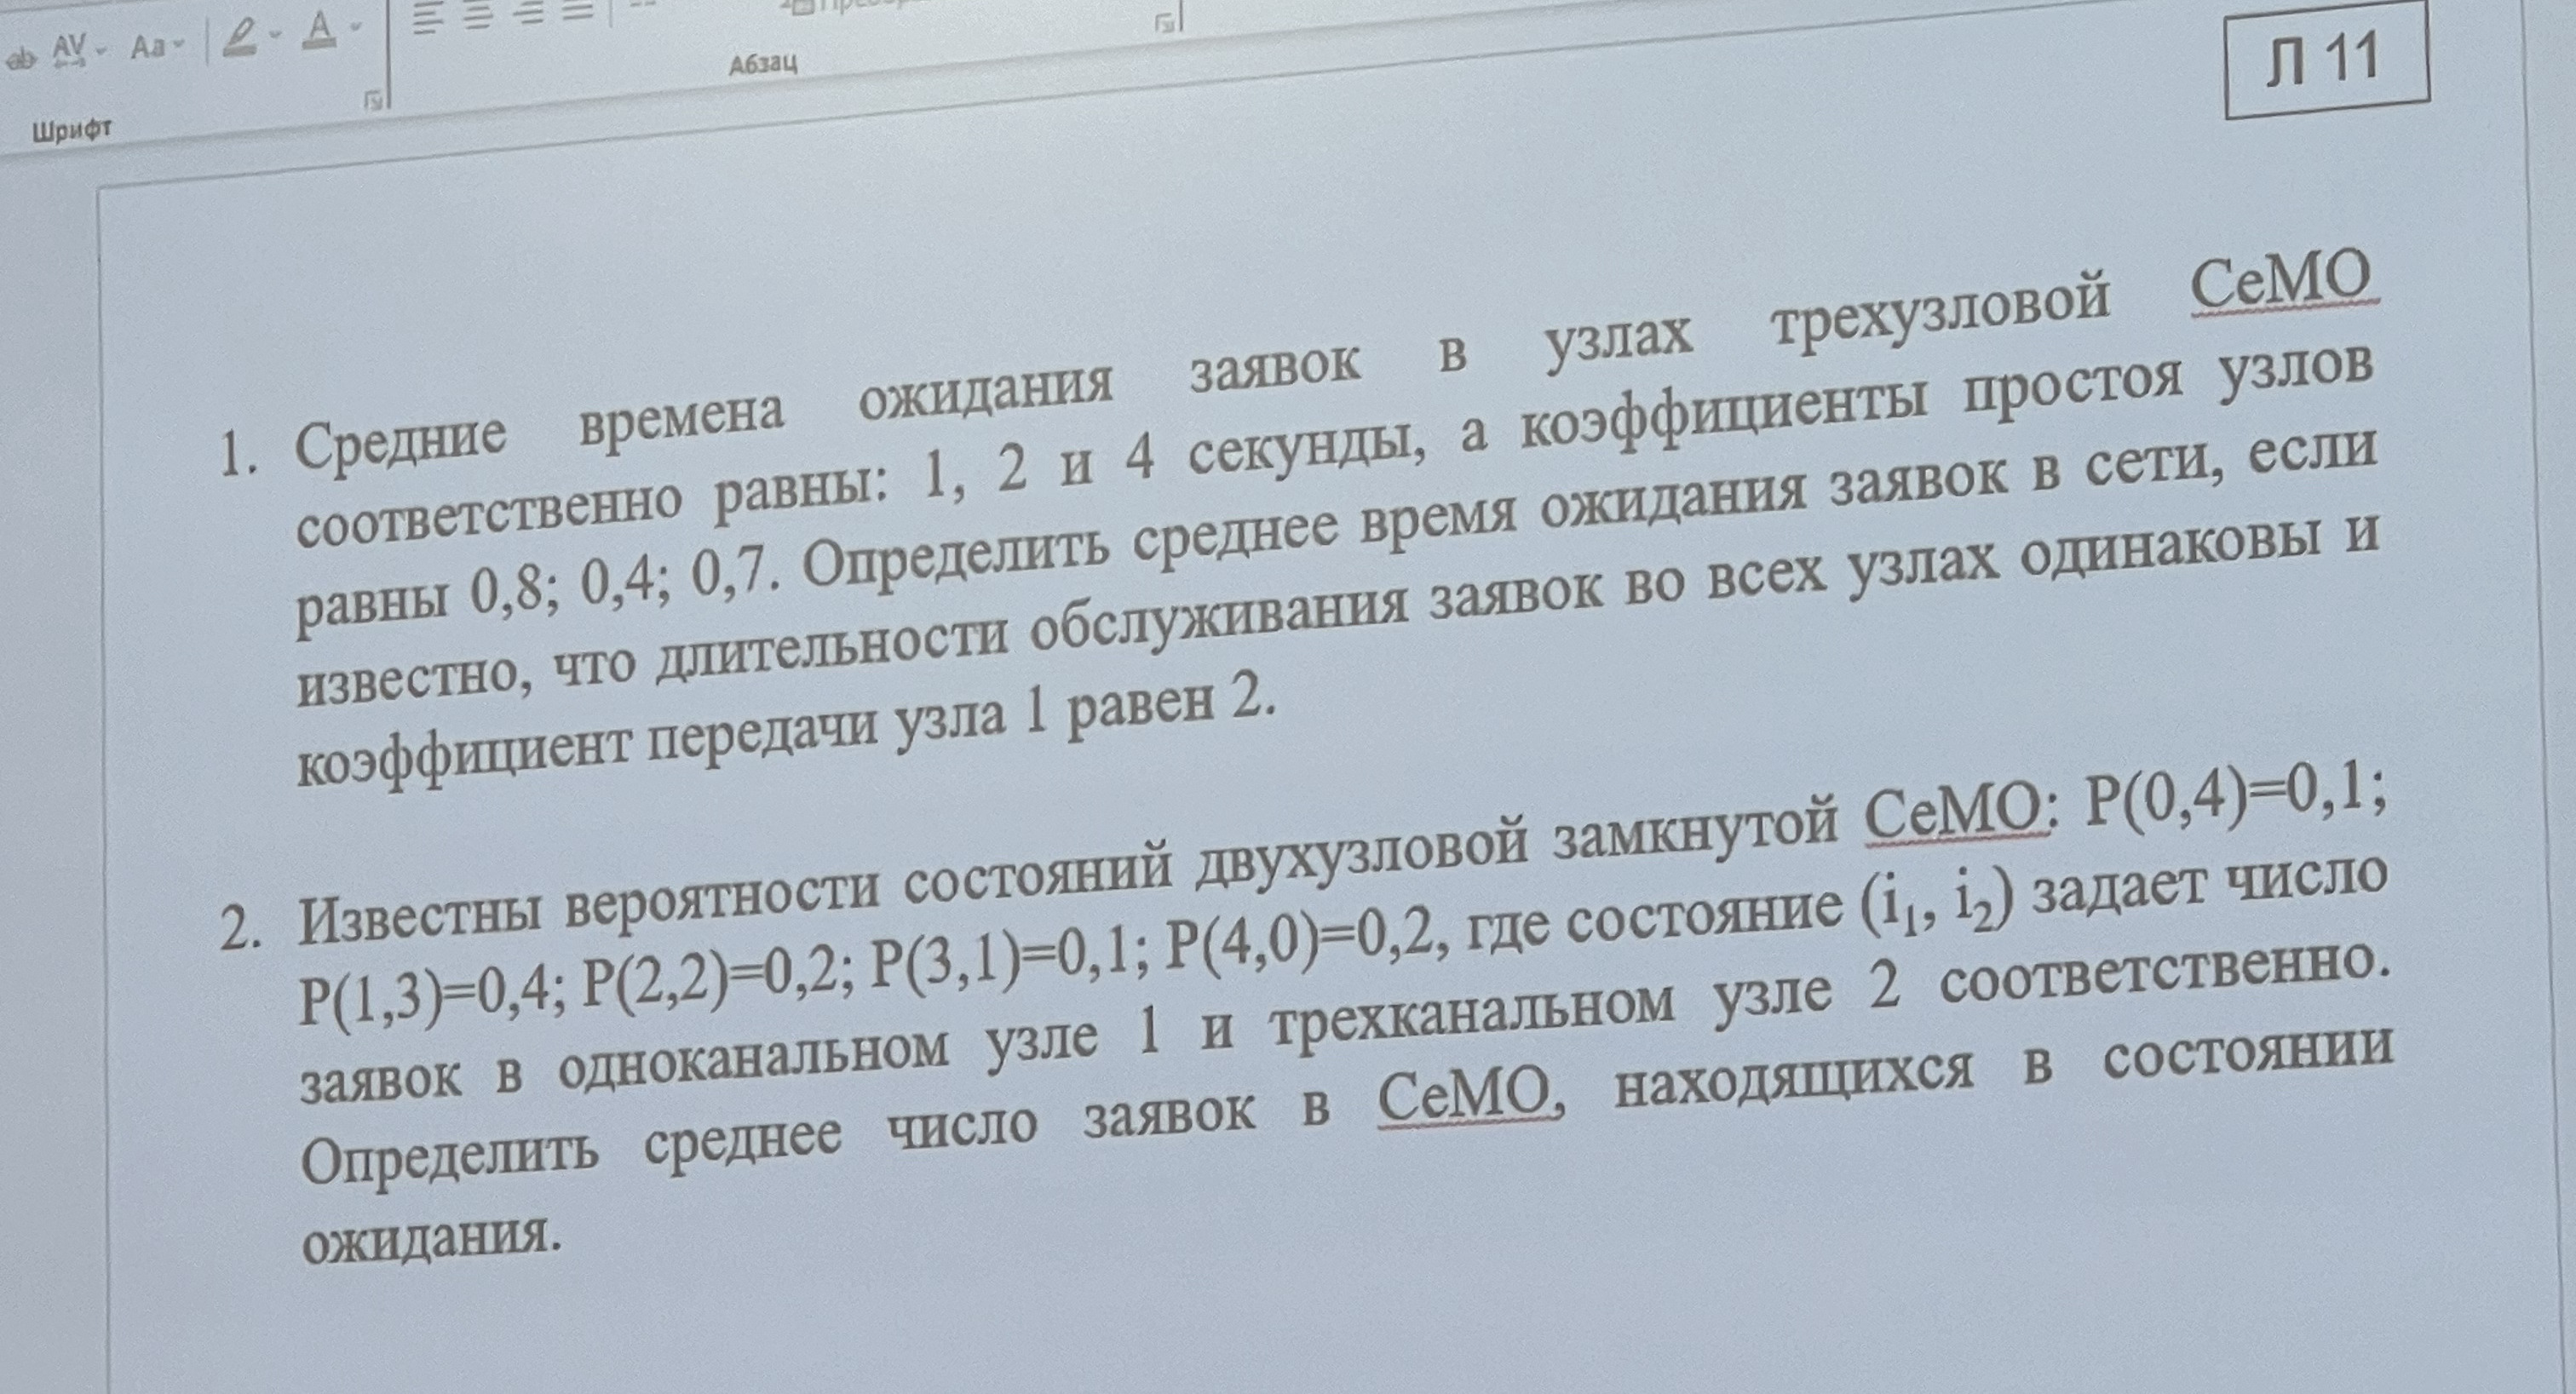 ab AV Aa A
Абзац
Шрифт
Л 11
1. Средние времена ожидания заявок в узлах трехузловой СеМО
соответственно равны: 1, 2 и 4 секунды, а коэффициенты простоя узлов
равны 0,8; 0,4; 0,7. Определить среднее время ожидания заявок в сети, если
известно, что длительности обслуживания заявок во всех узлах одинаковы и
коэффициент передачи узла 1 равен 2.
2. Известны вероятности состояний двухузловой замкнутой СеМО: P(0,4)=0,1;
P(1,3)=0,4; P(2,2)=0,2; P(3,1)=0,1; P(4,0)=0,2, где состояние (i₁, i₂) задает число
заявок в одноканальном узле 1 и трехканальном узле 2 соответственно.
Определить среднее число заявок в СеМО, находящихся в состоянии
ожидания.